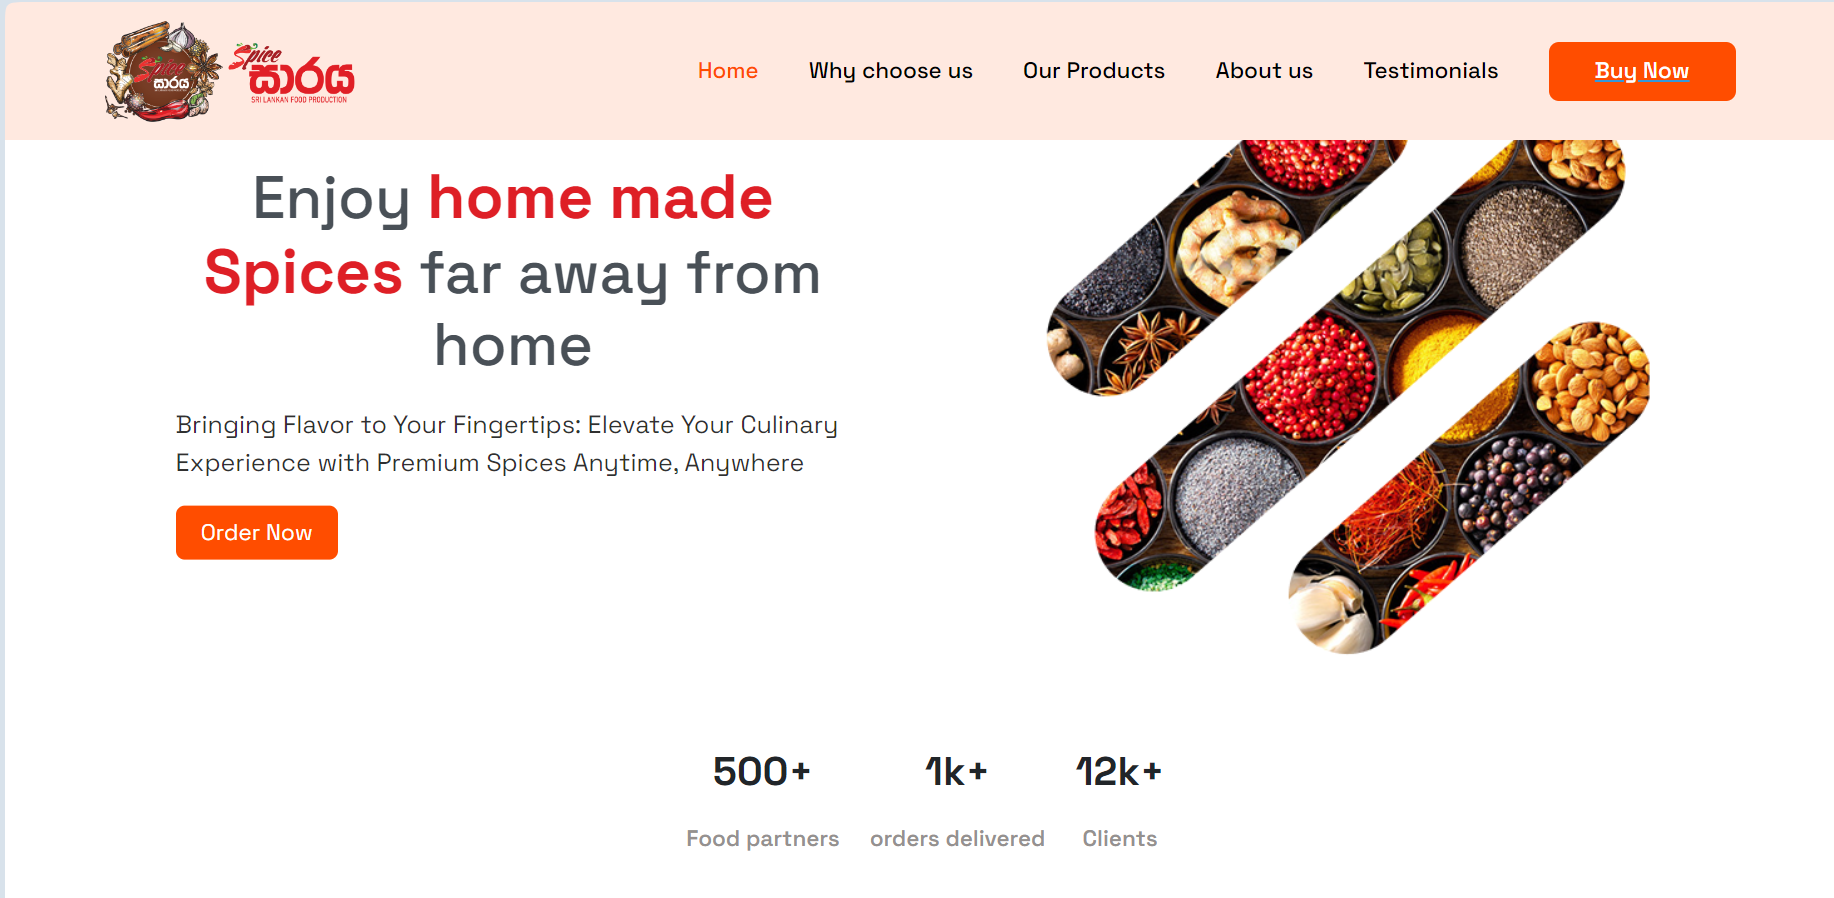 Spice
සාරය
Spice
සාරය
SRI LANKAN FOOD PRODUCTION
Home Why choose us Our Products About us Testimonials Buy Now
Enjoy home made
Spices far away from
home
Bringing Flavor to Your Fingertips: Elevate Your Culinary
Experience with Premium Spices Anytime, Anywhere
Order Now
500+ 1k+ 12k+
Food partners orders delivered Clients